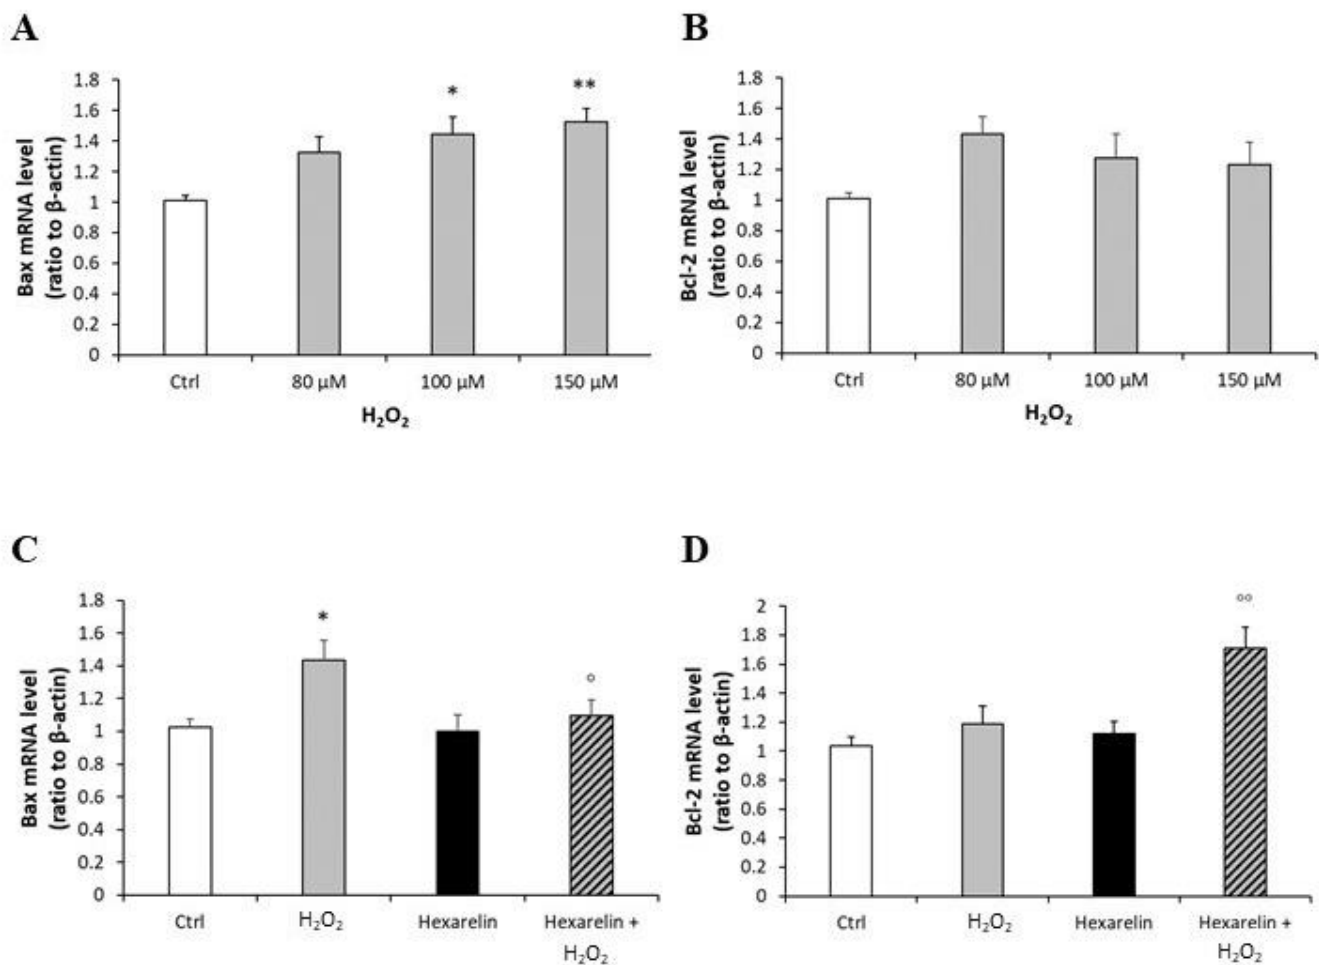 A
Bax mRNA level
(ratio to β-actin)
1.8
1.6
1.4
1.2
1
0.8
0.6
0.4
0.2
0
*
**
Ctrl 80 µM 100 µM 150 µM
H₂O₂
B
Bcl-2 mRNA level
(ratio to β-actin)
1.8
1.6
1.4
1.2
1
0.8
0.6
0.4
0.2
0
Ctrl 80 µM 100 µM 150 µM
H₂O₂
C
Bax mRNA level
(ratio to β-actin)
1.8
1.6
1.4
1.2
1
0.8
0.6
0.4
0.2
0
*
°
Ctrl H₂O₂ Hexarelin Hexarelin +
H₂O₂
D
Bcl-2 mRNA level
(ratio to β-actin)
2
1.8
1.6
1.4
1.2
1
0.8
0.6
0.4
0.2
0
°°
Ctrl H₂O₂ Hexarelin Hexarelin +
H₂O₂